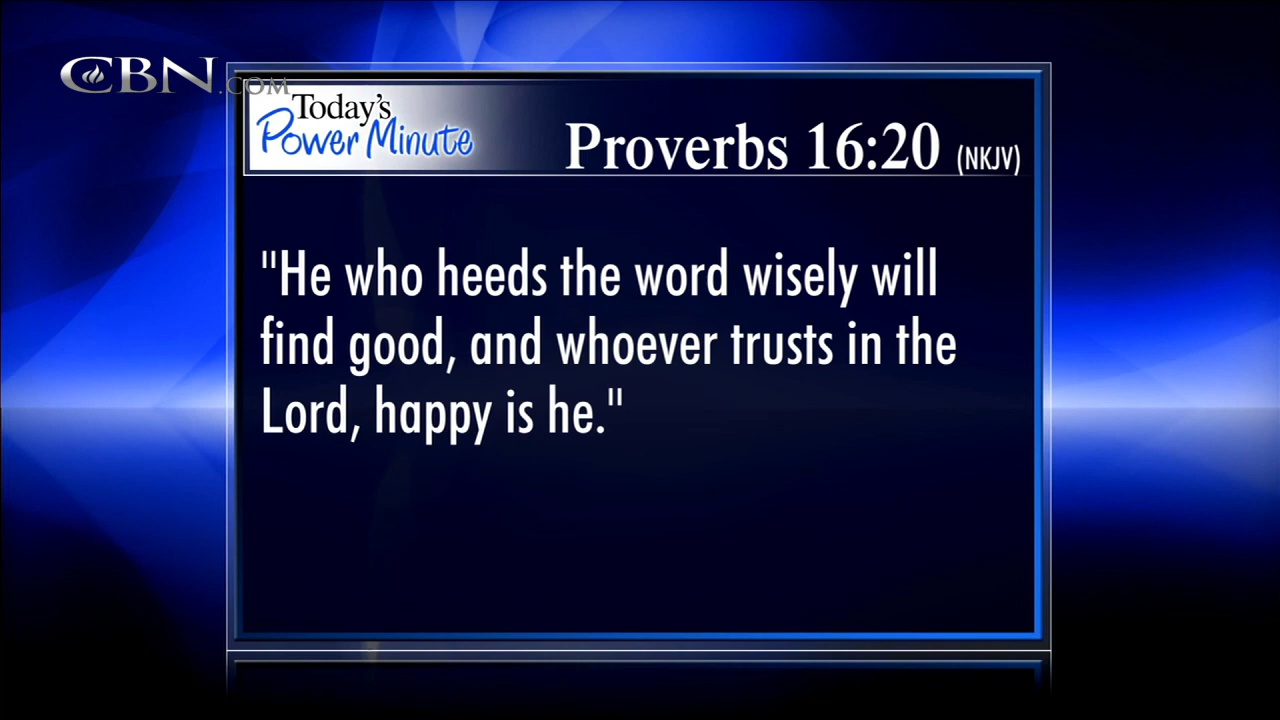 CBN.COM
Today's
Power Minute
Proverbs 16:20 (NKJV)
"He who heeds the word wisely will
find good, and whoever trusts in the
Lord, happy is he."